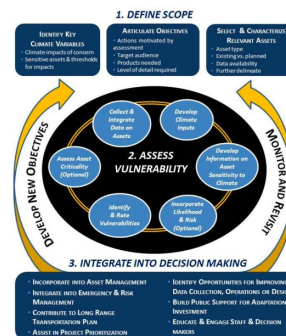 1. DEFINE SCOPE
IDENTIFY KEY
CLIMATE VARIABLES
Climate impacts of concern
Sensitive assets & thresholds
for impacts
ARTICULATE OBJECTIVES
Actions motivated by
assessment
Target audience
Products needed
Level of detail required
SELECT & CHARACTERIZE
RELEVANT ASSETS
Asset type
Existing vs. planned
Data availability
Further delineate
2. ASSESS
VULNERABILITY
Collect &
Integrate
Data on
Assets
Develop
Climate
Inputs
Develop
Information on
Asset
Sensitivity to
Climate
Incorporate
Likelihood
& Risk
(Optional)
Identify
& Rate
Vulnerabilities
Assess Asset
Criticality
(Optional)
DEVELOP NEW OBJECTIVES
MONITOR AND REVISIT
3. INTEGRATE INTO DECISION MAKING
INCORPORATE INTO ASSET MANAGEMENT
INTEGRATE INTO EMERGENCY & RISK
MANAGEMENT
CONTRIBUTE TO LONG RANGE
TRANSPORTATION PLAN
ASSIST IN PROJECT PRIORITIZATION
IDENTIFY OPPORTUNITIES FOR IMPROVING
DATA COLLECTION, OPERATIONS OR DESIGN
BUILD PUBLIC SUPPORT FOR ADAPTATION
INVESTMENT
EDUCATE & ENGAGE STAFF & DECISION
MAKERS